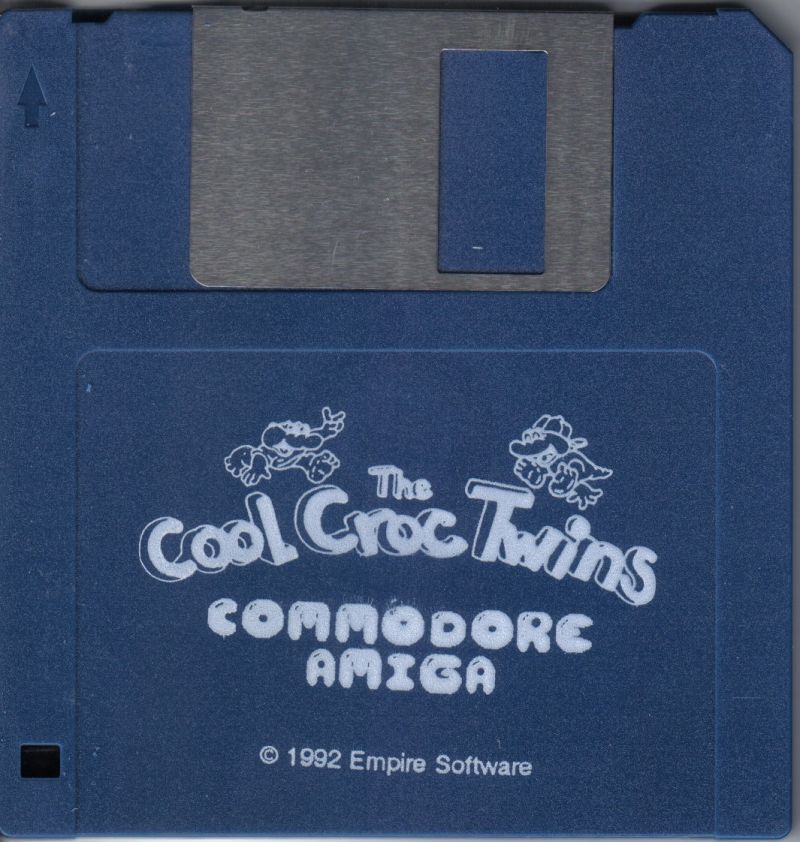 The
Cool Croc Twins
COMMODORE
AMIGA
© 1992 Empire Software